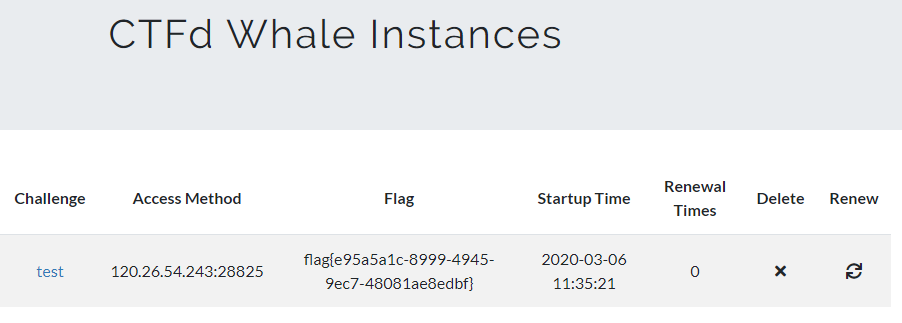 CTFd Whale Instances
Challenge Access Method Flag Startup Time Renewal Times Delete Renew
test 120.26.54.243:28825 flag{e95a5a1c-8999-4945-9ec7-48081ae8edbf} 2020-03-06 11:35:21 0